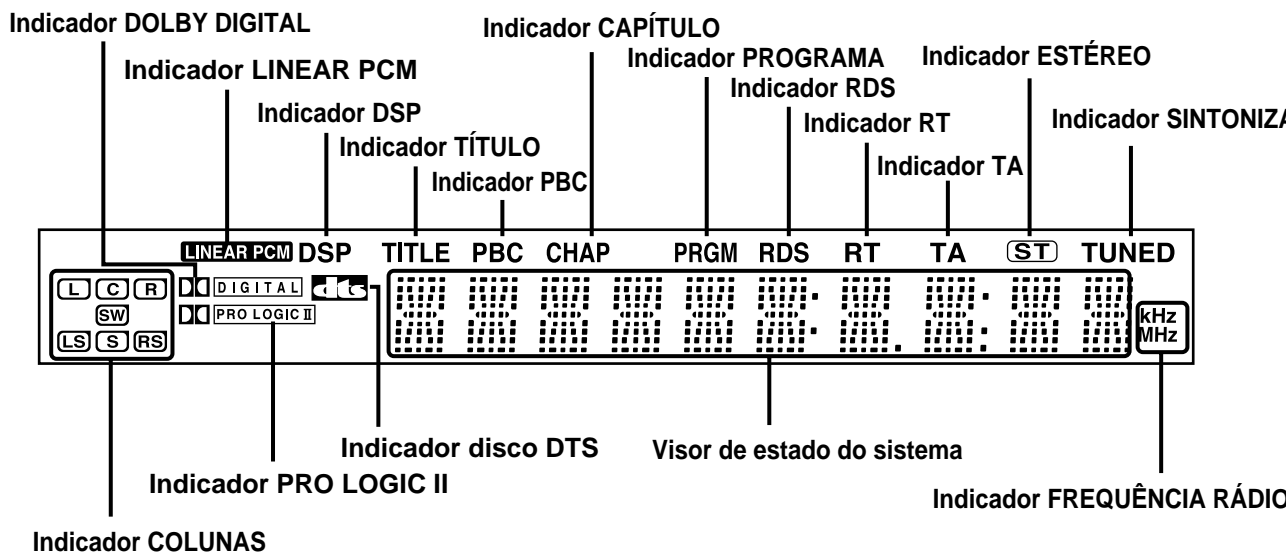 Indicador DOLBY DIGITAL
Indicador CAPÍTULO
Indicador LINEAR PCM
Indicador PROGRAMA
Indicador ESTÉREO
Indicador DSP
Indicador RDS
Indicador TÍTULO
Indicador RT
Indicador SINTONIZA
Indicador PBC
Indicador TA
LINEAR PCM DSP TITLE PBC CHAP PRGM RDS RT TA ST TUNED
L C R DIGITAL dts
SW PRO LOGIC II kHz
LS S RS MHz
Indicador disco DTS
Visor de estado do sistema
Indicador PRO LOGIC II
Indicador FREQUÊNCIA RÁDIO
Indicador COLUNAS